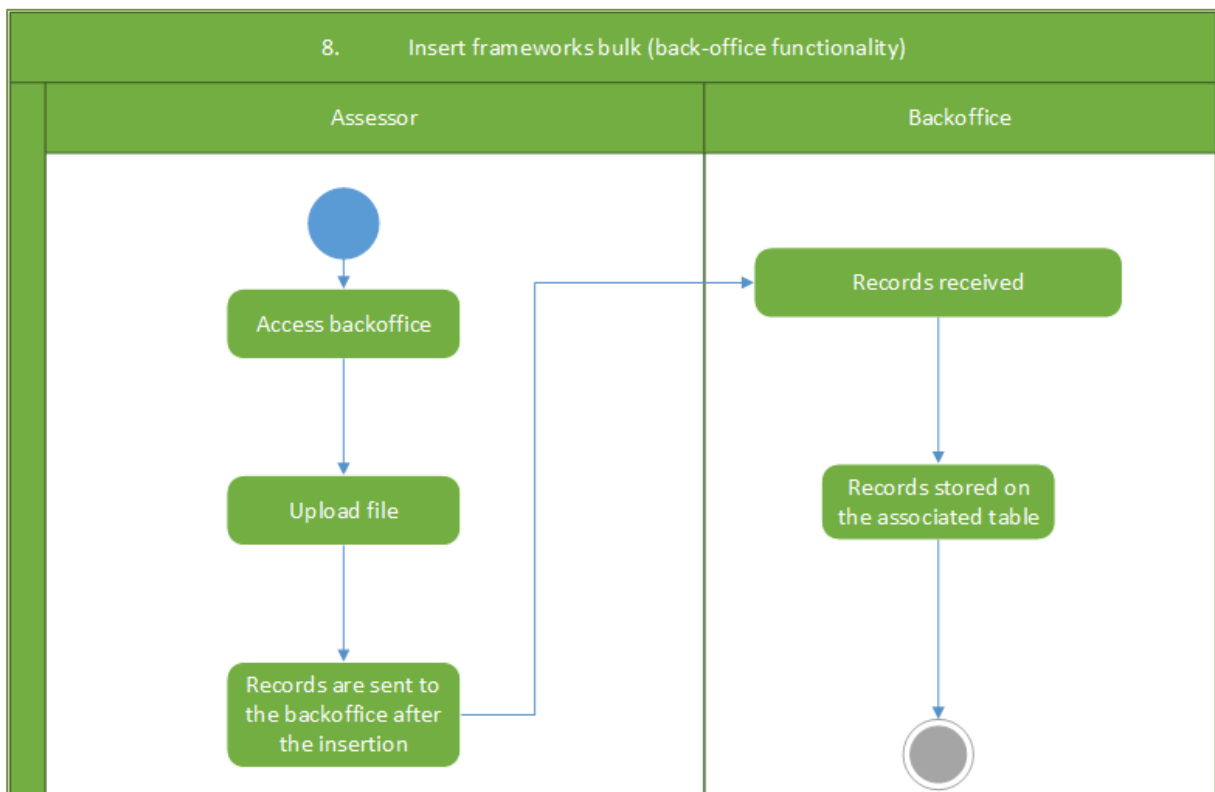 8. Insert frameworks bulk (back-office functionality)
Assessor
Backoffice
Access backoffice
Upload file
Records are sent to
the backoffice after
the insertion
Records received
Records stored on
the associated table